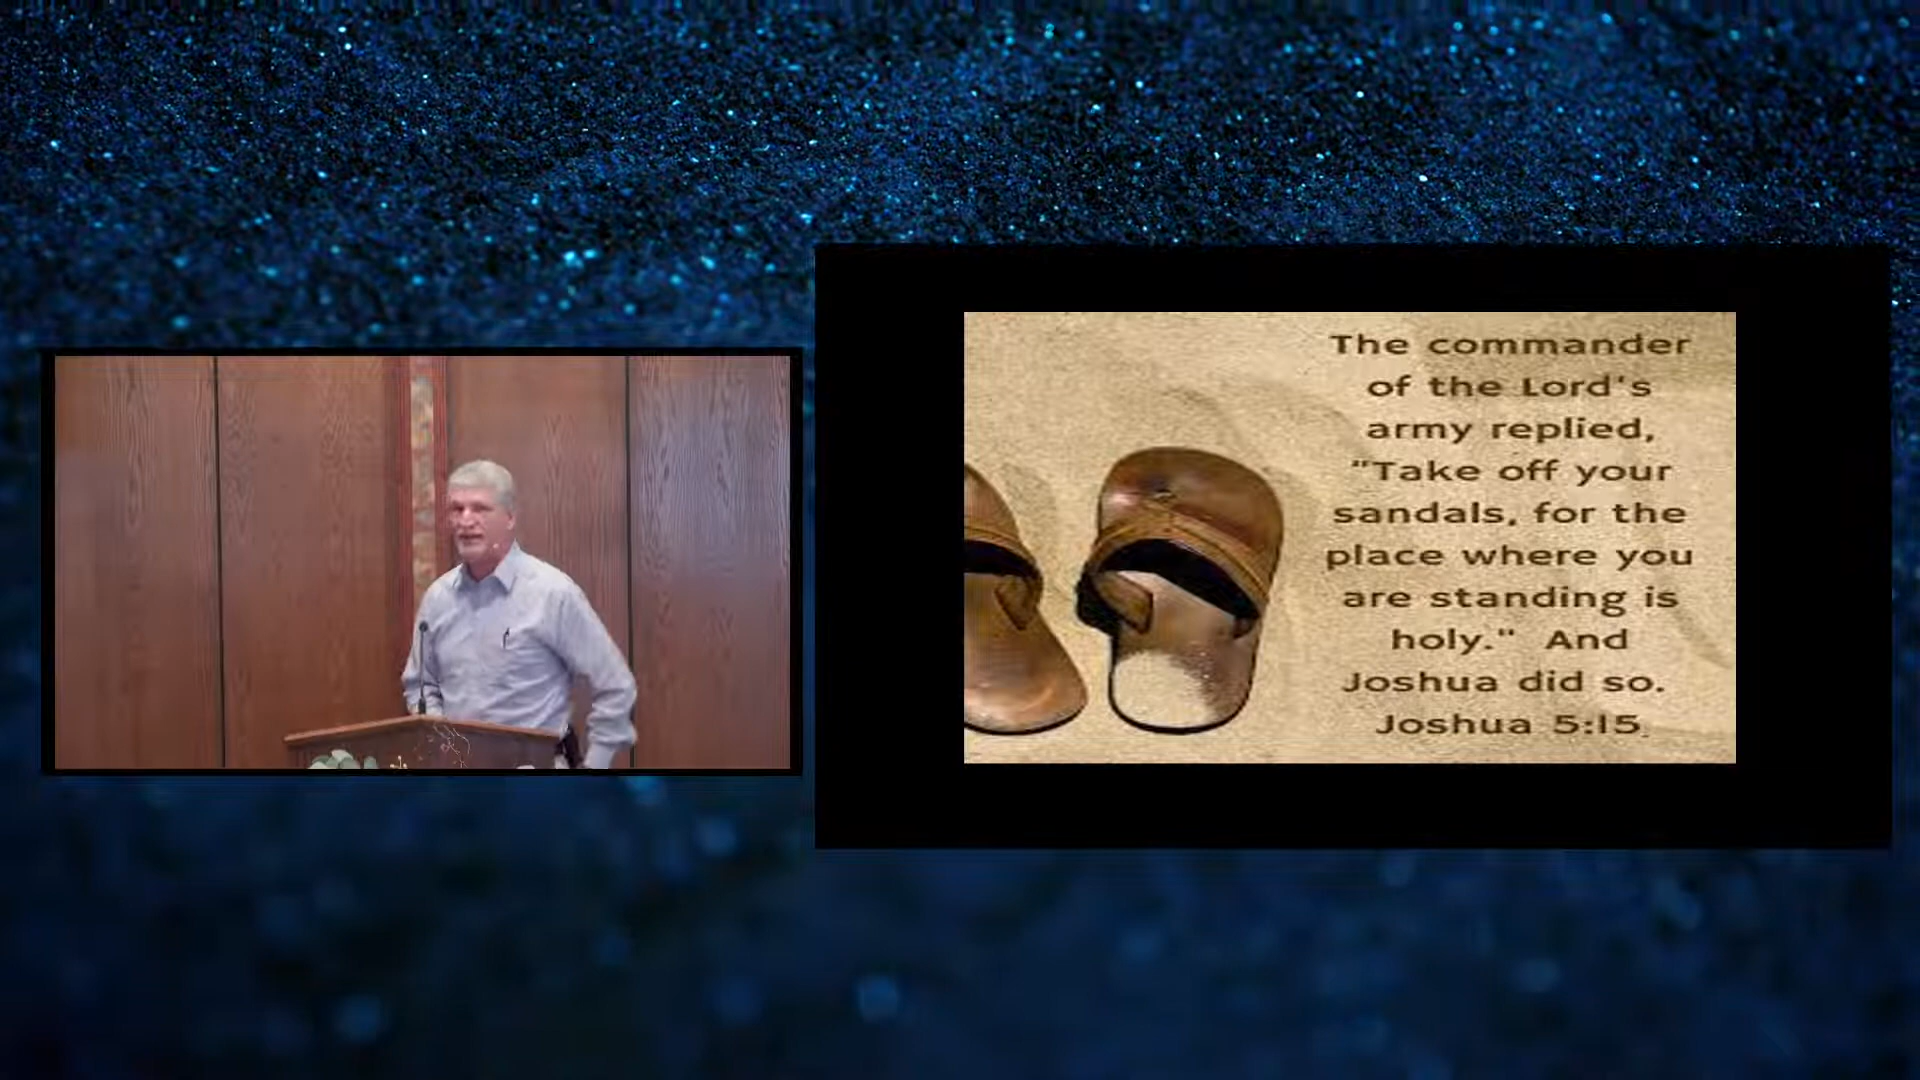 The commander
of the Lord's
army replied,
"Take off your
sandals, for the
place where you
are standing is
holy."  And
Joshua did so.
Joshua 5:15